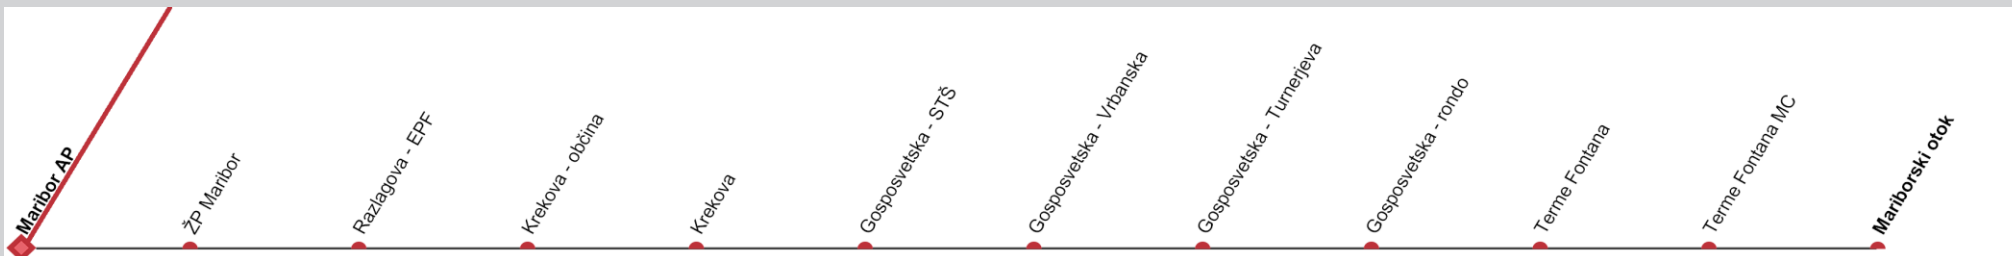 Maribor AP
ŽP Maribor
Razlagova - EPF
Krekova - občina
Krekova
Gosposvetska - STŠ
Gosposvetska - Vrbanska
Gosposvetska - Turnerjeva
Gosposvetska - rondo
Terme Fontana
Terme Fontana MC
Mariborski otok